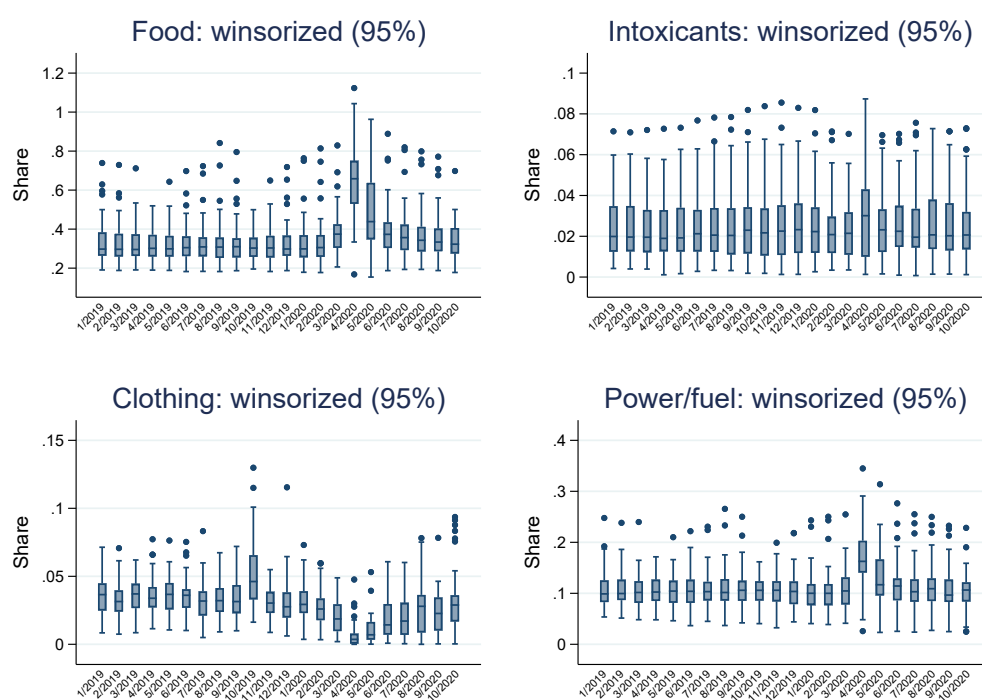 Food: winsorized (95%)
Share
1.2
1
.8
.6
.4
.2
1/2019 2/2019 3/2019 4/2019 5/2019 6/2019 7/2019 8/2019 9/2019 10/2019 11/2019 12/2019 1/2020 2/2020 3/2020 4/2020 5/2020 6/2020 7/2020 8/2020 9/2020 10/2020
Intoxicants: winsorized (95%)
Share
.1
.08
.06
.04
.02
0
1/2019 2/2019 3/2019 4/2019 5/2019 6/2019 7/2019 8/2019 9/2019 10/2019 11/2019 12/2019 1/2020 2/2020 3/2020 4/2020 5/2020 6/2020 7/2020 8/2020 9/2020 10/2020
Clothing: winsorized (95%)
Share
.15
.1
.05
0
1/2019 2/2019 3/2019 4/2019 5/2019 6/2019 7/2019 8/2019 9/2019 10/2019 11/2019 12/2019 1/2020 2/2020 3/2020 4/2020 5/2020 6/2020 7/2020 8/2020 9/2020 10/2020
Power/fuel: winsorized (95%)
Share
.4
.3
.2
.1
0
1/2019 2/2019 3/2019 4/2019 5/2019 6/2019 7/2019 8/2019 9/2019 10/2019 11/2019 12/2019 1/2020 2/2020 3/2020 4/2020 5/2020 6/2020 7/2020 8/2020 9/2020 10/2020